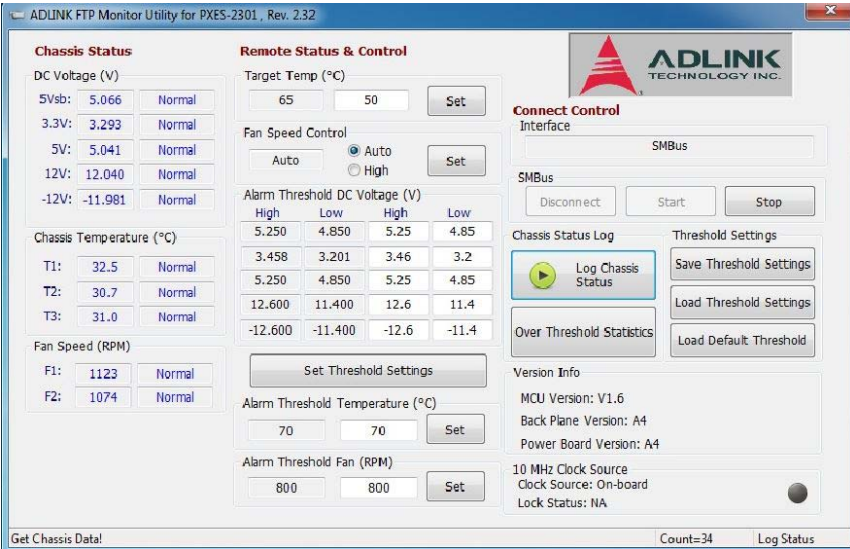 ADLINK FTP Monitor Utility for PXES-2301 , Rev. 2.32
Chassis Status
DC Voltage (V)
5Vsb: 5.066 Normal
3.3V: 3.293 Normal
5V: 5.041 Normal
12V: 12.040 Normal
-12V: -11.981 Normal
Chassis Temperature (°C)
T1: 32.5 Normal
T2: 30.7 Normal
T3: 31.0 Normal
Fan Speed (RPM)
F1: 1123 Normal
F2: 1074 Normal
Remote Status & Control
Target Temp (°C)
65 50 Set
Fan Speed Control
Auto Auto High Set
Alarm Threshold DC Voltage (V)
High Low High Low
5.250 4.850 5.25 4.85
3.458 3.201 3.46 3.2
5.250 4.850 5.25 4.85
12.600 11.400 12.6 11.4
-12.600 -11.400 -12.6 -11.4
Set Threshold Settings
Alarm Threshold Temperature (°C)
70 70 Set
Alarm Threshold Fan (RPM)
800 800 Set
ADLINK
TECHNOLOGY INC.
Connect Control
Interface
SMBus
SMBus
Disconnect Start Stop
Chassis Status Log
Log Chassis
Status
Over Threshold Statistics
Threshold Settings
Save Threshold Settings
Load Threshold Settings
Load Default Threshold
Version Info
MCU Version: V1.6
Back Plane Version: A4
Power Board Version: A4
10 MHz Clock Source
Clock Source: On-board
Lock Status: NA
Get Chassis Data! Count=34 Log Status